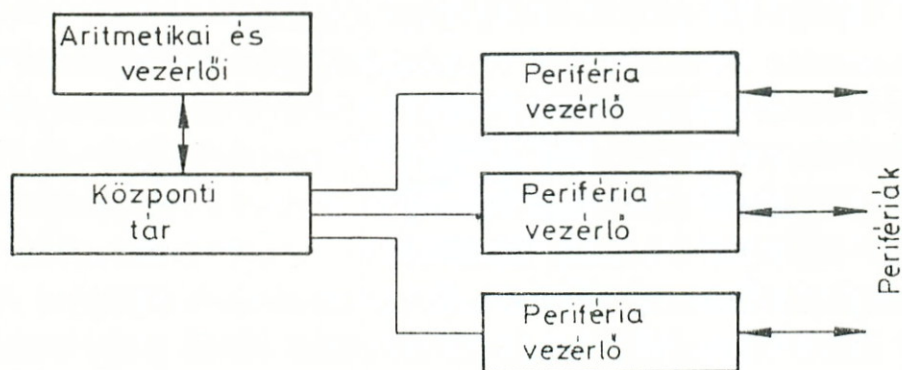 Aritmetikai és
vezérlői
Központi
tár
Periféria
vezérlő
Periféria
vezérlő
Periféria
vezérlő
Perifériák